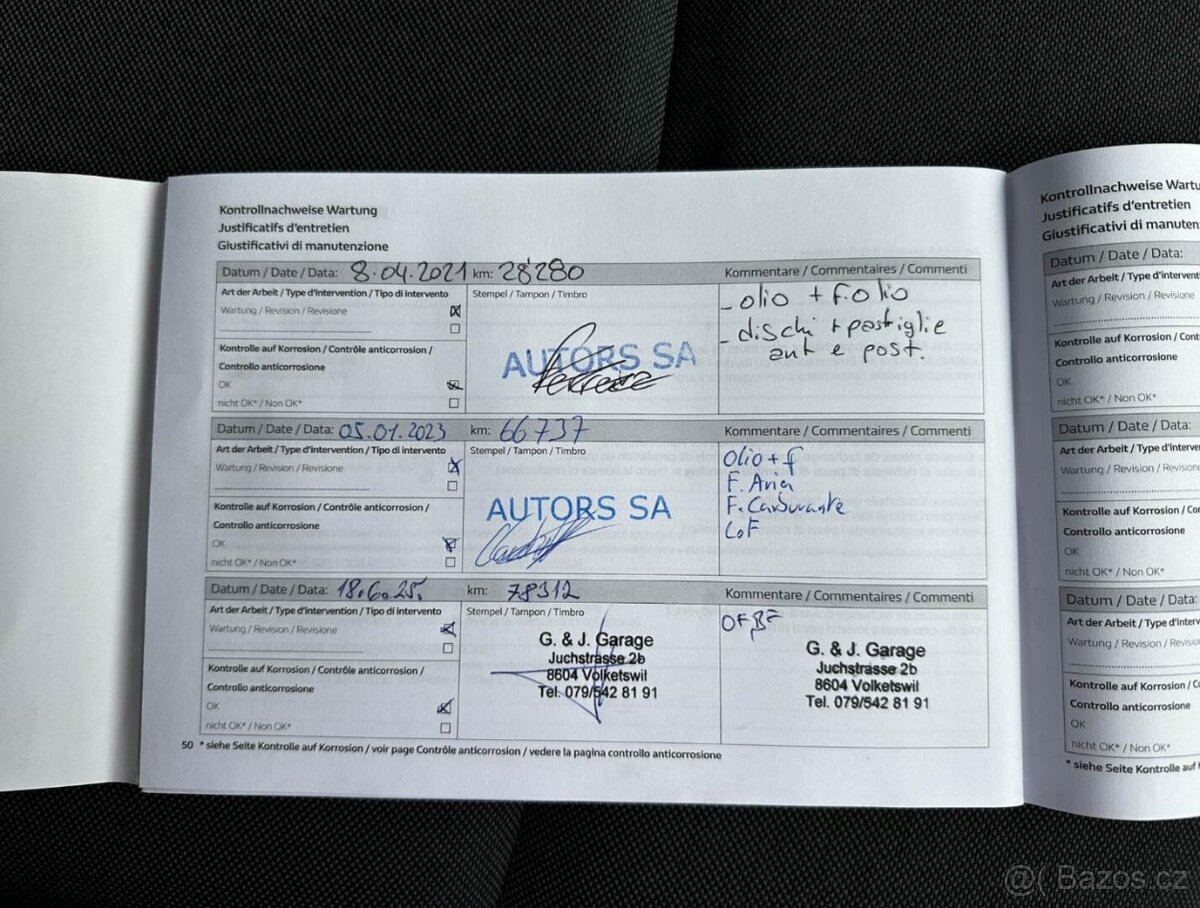 Kontrollnachweise Wartung
Justificatifs d'entretien
Giustificativi di manutenzione
Datum / Date / Data: 8.04.2021 km: 28'280 Kommentare / Commentaires / Commenti
Art der Arbeit / Type d'intervention / Tipo di intervento Stempel / Tampon / Timbro
Wartung / Revision / Revisione
Kontrolle auf Korrosion / Contrôle anticorrosion /
Controllo anticorrosione
OK
nicht OK* / Non OK*
AUTORS SA
- olio + f.olio
- dischi + pastiglie
ant e post.
Datum / Date / Data: 05.01.2023 km: 66737 Kommentare / Commentaires / Commenti
Art der Arbeit / Type d'intervention / Tipo di intervento Stempel / Tampon / Timbro
Wartung / Revision / Revisione
Kontrolle auf Korrosion / Contrôle anticorrosion /
Controllo anticorrosione
OK
nicht OK* / Non OK*
AUTORS SA
Olio + f
F. Aria
F. Carburante
Datum / Date / Data: 18.6.25. km: 78312 Kommentare / Commentaires / Commenti
Art der Arbeit / Type d'intervention / Tipo di intervento Stempel / Tampon / Timbro
Wartung / Revision / Revisione
Kontrolle auf Korrosion / Contrôle anticorrosion /
Controllo anticorrosione
OK
nicht OK* / Non OK*
G. & J. Garage
Juchstrasse 2b
8604 Volketswil
Tel. 079/542 81 91
G. & J. Garage
Juchstrasse 2b
8604 Volketswil
Tel. 079/542 81 91
50 * siehe Seite Kontrolle auf Korrosion / voir page Contrôle anticorrosion / vedere la pagina controllo anticorrosione
Kontrollnachweise
Justificatifs d'entretien
Giustificativi di
Datum / Date / Data:
Art der Arbeit / Type
Wartung / Revision / Revisione
Kontrolle auf Korrosion /
Controllo anticorrosione
OK
nicht OK* / Non OK*
Datum / Date / Data:
Art der Arbeit / Type
Wartung / Revision /
Kontrolle auf Korrosion /
Controllo anticorrosione
OK
nicht OK* / Non OK*
Datum / Date / Data:
Art der Arbeit / Type
Wartung / Revision /
Kontrolle auf Korrosion /
Controllo anticorrosione
OK
nicht OK* / Non OK*
* siehe Seite Kontrolle auf
@( Bazos.cz